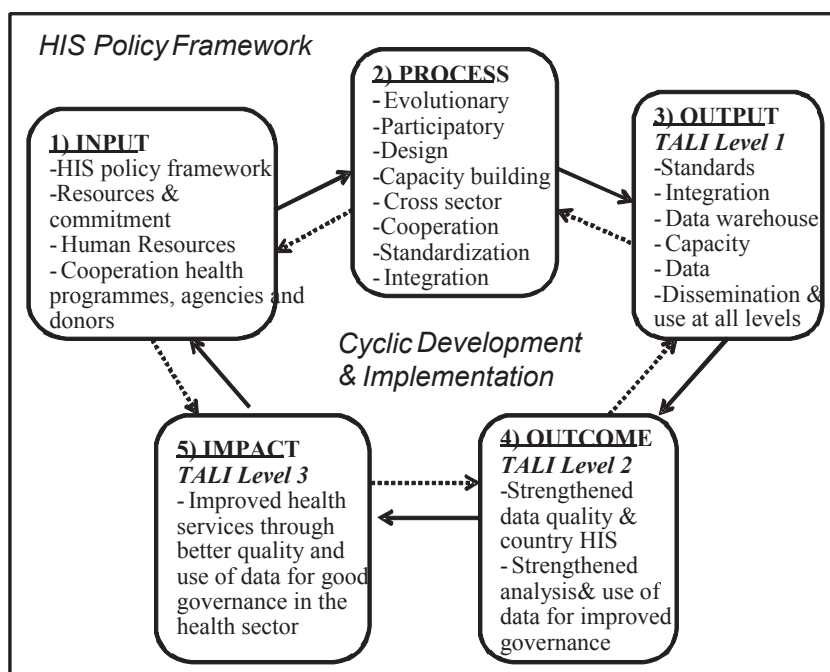 HIS Policy Framework
1) INPUT
-HIS policy framework
-Resources &
commitment
- Human Resources
- Cooperation health
programmes, agencies and
donors
2) PROCESS
- Evolutionary
-Participatory
-Design
-Capacity building
- Cross sector
-Cooperation
-Standardization
- Integration
3) OUTPUT
TALI Level 1
-Standards
- Integration
- Data warehouse
- Capacity
- Data
-Dissemination &
use at all levels
Cyclic Development
& Implementation
4) OUTCOME
TALI Level 2
-Strengthened
data quality &
country HIS
- Strengthened
analysis& use of
data for improved
governance
5) IMPACT
TALI Level 3
- Improved health
services through
better quality and
use of data for good
governance in the
health sector